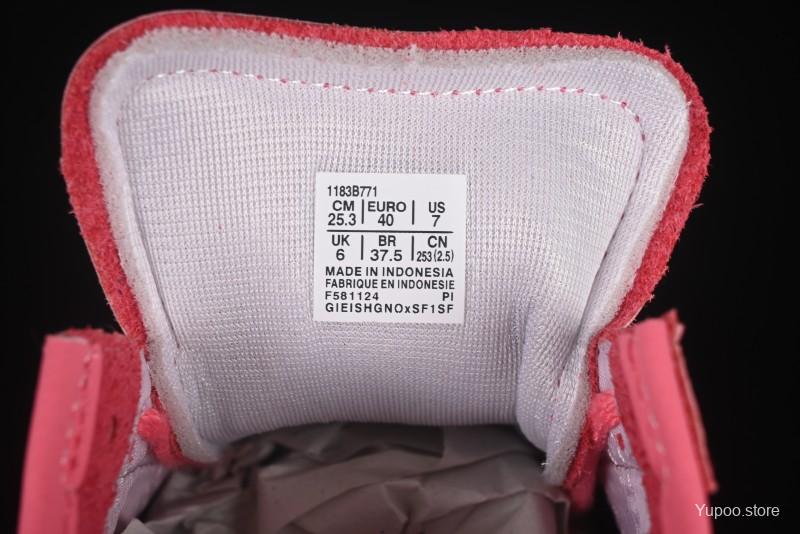 1183B771
CM EURO US
25.3 40 7
UK BR CN
6 37.5 253(2.5)
MADE IN INDONESIA
FABRIQUE EN INDONESIE
F581124 PI
GIEISHGNOxSF1SF
Yupoo.store